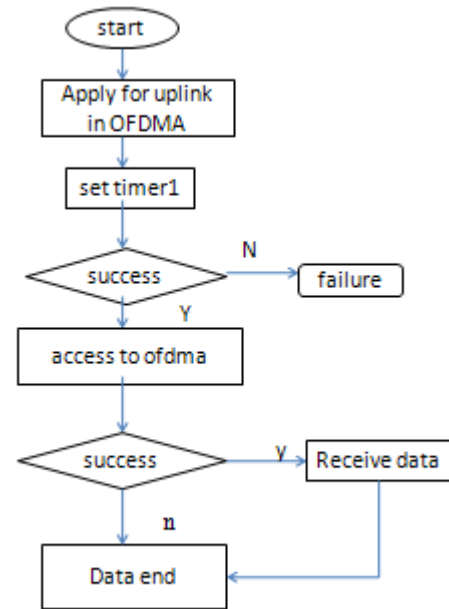 start
Apply for uplink
in OFDMA
set timer1
success
N
failure
Y
access to ofdma
success
y
Receive data
n
Data end